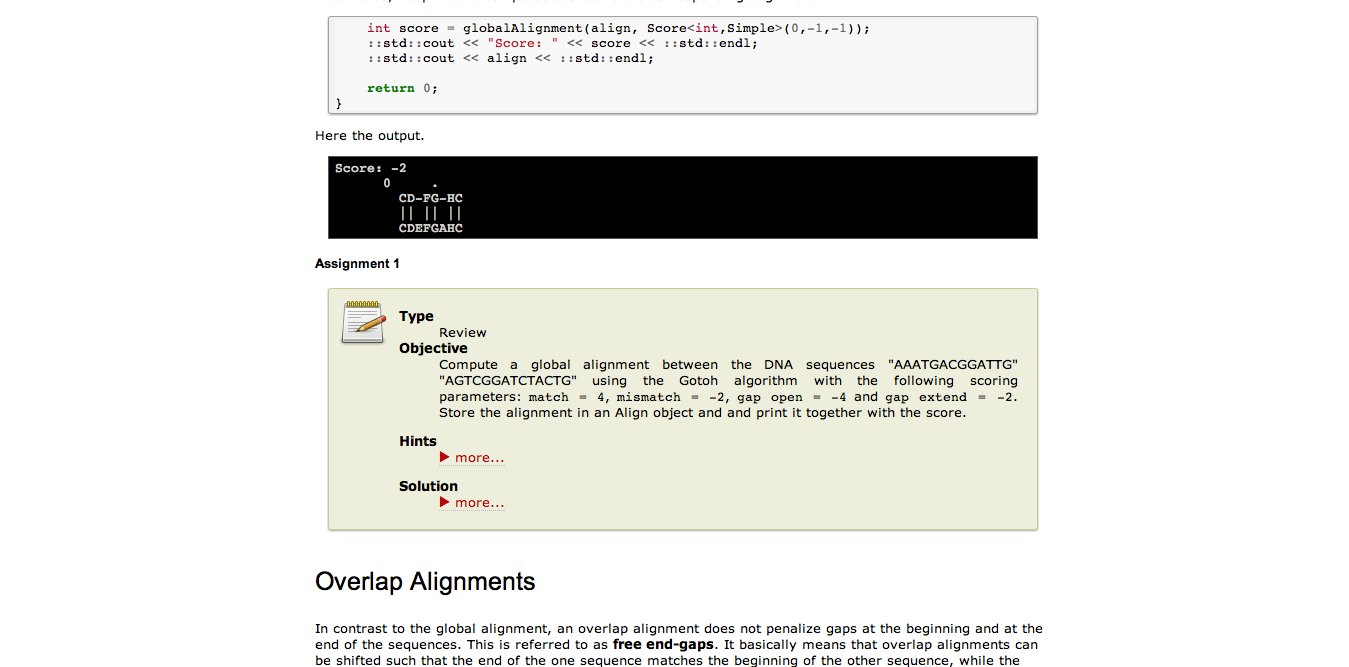 int score = globalAlignment(align, Score<int,Simple>(0,-1,-1));
::std::cout << "Score: " << score << ::std::endl;
::std::cout << align << ::std::endl;
return 0;
}
Here the output.
Score: -2
0 .
CD-FG-HC
|| || ||
CDEFGAHC
Assignment 1
Type
Review
Objective
Compute a global alignment between the DNA sequences "AAATGACGGATTG"
"AGTCGGATCTACTG" using the Gotoh algorithm with the following scoring
parameters: match = 4, mismatch = -2, gap open = -4 and gap extend = -2.
Store the alignment in an Align object and and print it together with the score.
Hints
more...
Solution
more...
Overlap Alignments
In contrast to the global alignment, an overlap alignment does not penalize gaps at the beginning and at the
end of the sequences. This is referred to as free end-gaps. It basically means that overlap alignments can
be shifted such that the end of the one sequence matches the beginning of the other sequence, while the